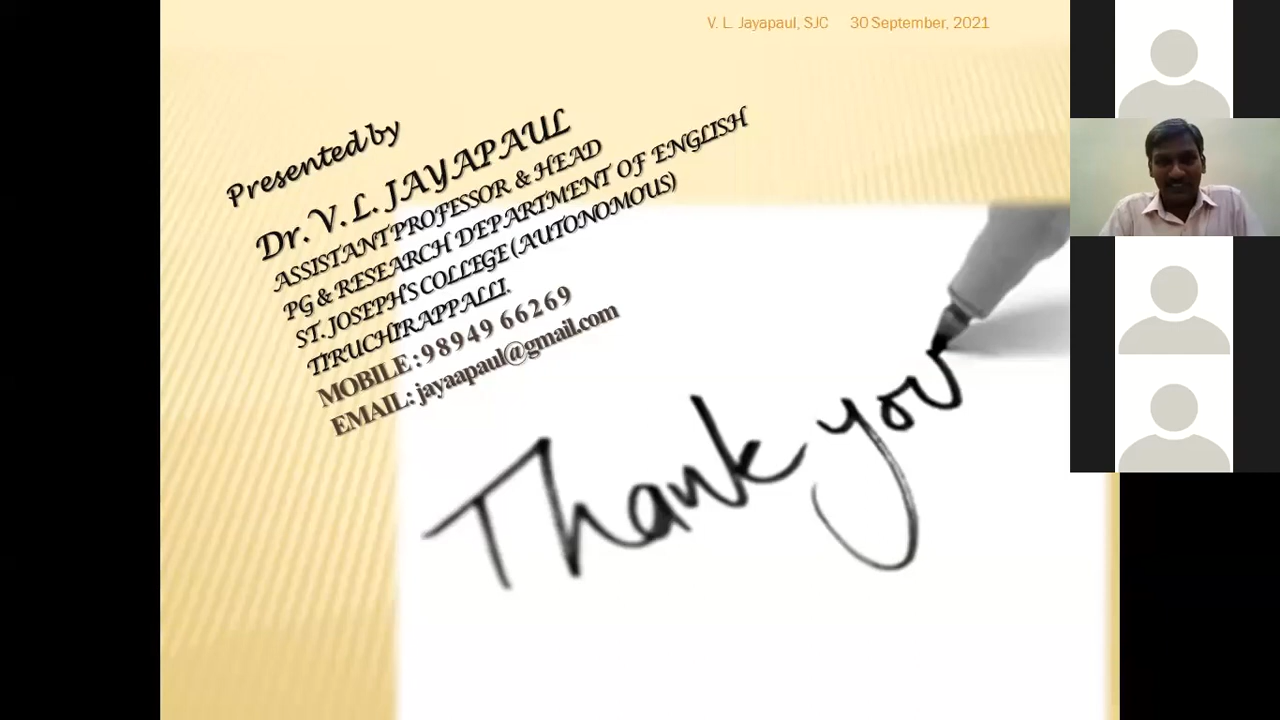 V. L. Jayapaul, SJC 30 September, 2021
Presented by
Dr. V. L. JAYAPAUL
ASSISTANT PROFESSOR & HEAD
PG & RESEARCH DEPARTMENT OF ENGLISH
ST. JOSEPH'S COLLEGE (AUTONOMOUS)
TIRUCHIRAPPALLI.
MOBILE : 98949 66269
EMAIL : jayaapaul@gmail.com
Thank you